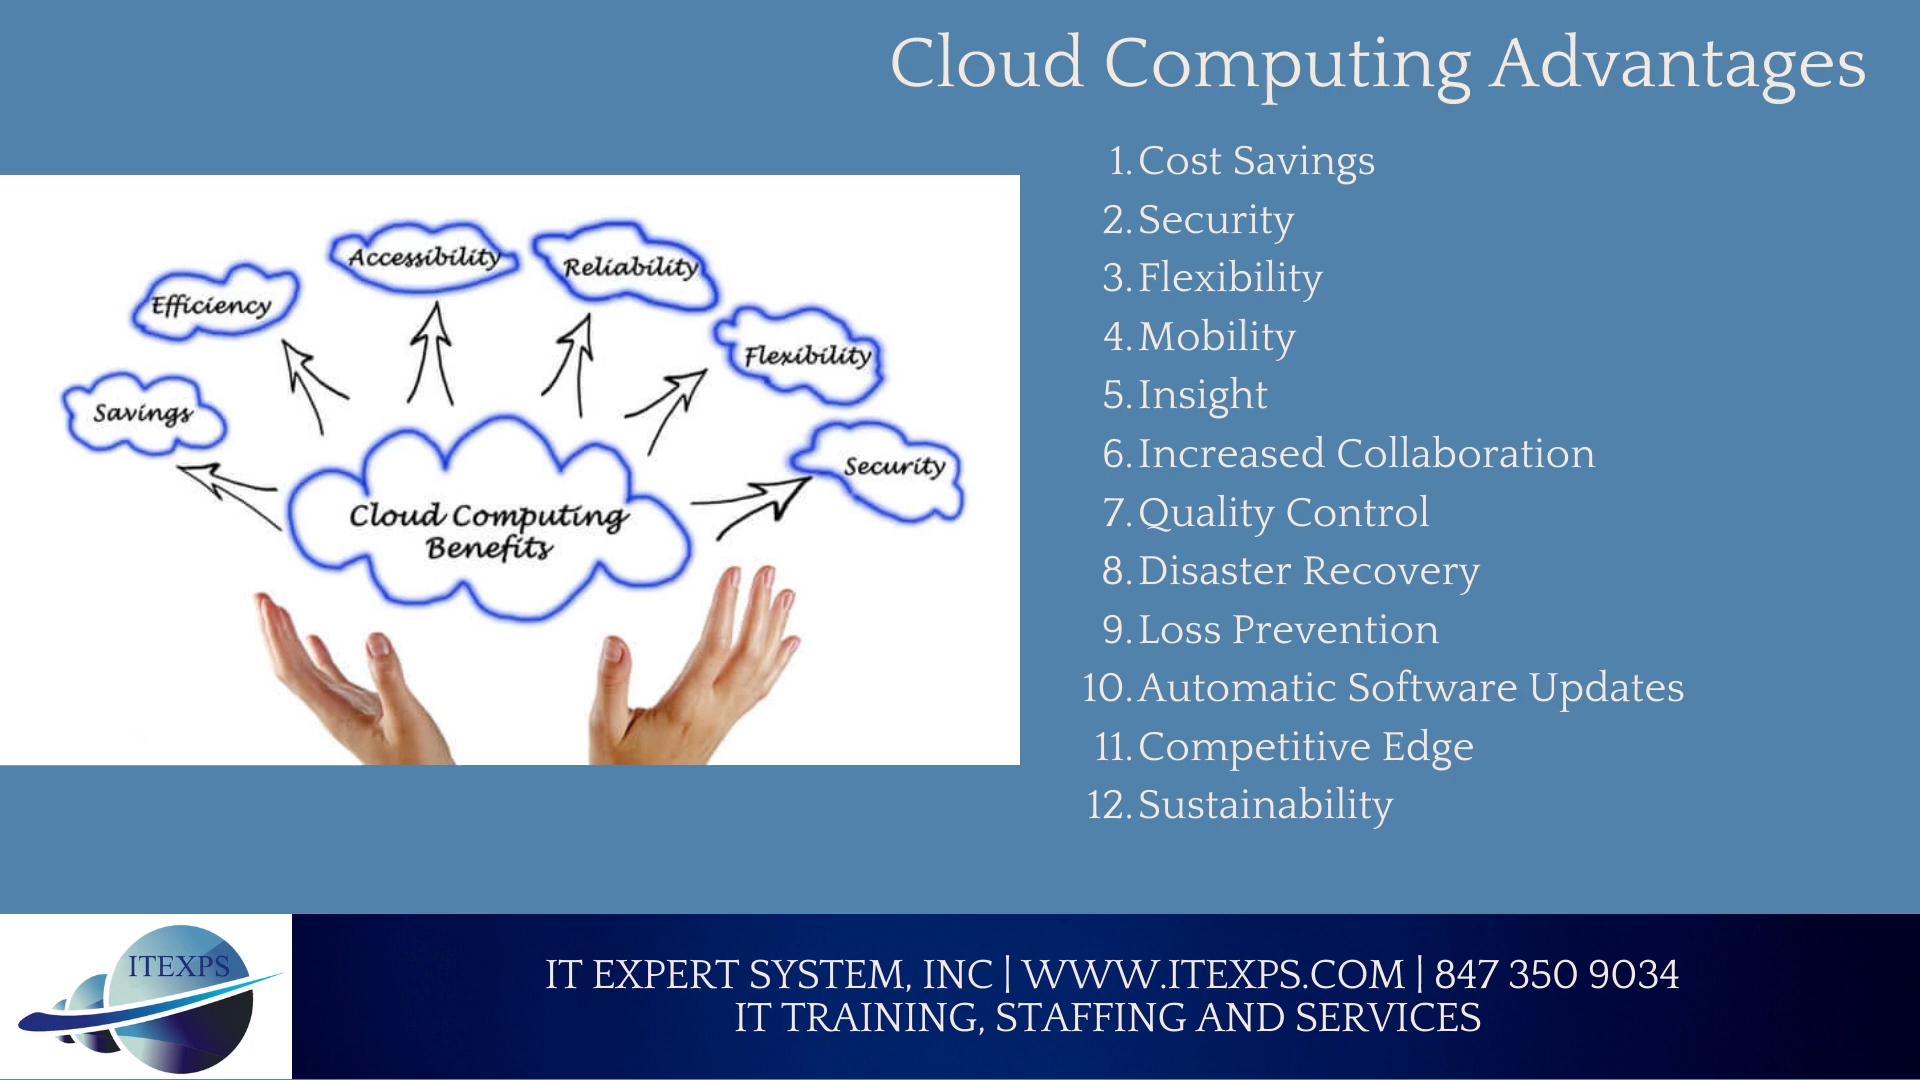 Cloud Computing Advantages
Efficiency
Accessibility
Reliability
Flexibility
Savings
Security
Cloud Computing
Benefits
1. Cost Savings
2. Security
3. Flexibility
4. Mobility
5. Insight
6. Increased Collaboration
7. Quality Control
8. Disaster Recovery
9. Loss Prevention
10. Automatic Software Updates
11. Competitive Edge
12. Sustainability
ITEXPS
IT EXPERT SYSTEM, INC | WWW.ITEXPS.COM | 847 350 9034
IT TRAINING, STAFFING AND SERVICES